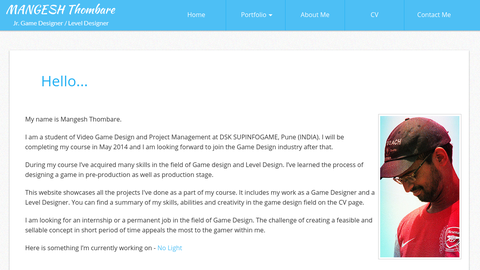 MANGESH Thombare
Jr. Game Designer / Level Designer
Home
Portfolio
About Me
CV
Contact Me
Hello...
My name is Mangesh Thombare.
I am a student of Video Game Design and Project Management at DSK SUPINFOGAME, Pune (INDIA). I will be
completing my course in May 2014 and I am looking forward to join the Game Design industry after that.
During my course I've acquired many skills in the field of Game design and Level Design. I've learned the process of
designing a game in pre-production as well as production stage.
This website showcases all the projects I've done as a part of my course. It includes my work as a Game Designer and a
Level Designer. You can find a summary of my skills, abilities and creativity in the game design field on the CV page.
I am looking for an internship or a permanent job in the field of Game Design. The challenge of creating a feasible and
sellable concept in short period of time appeals the most to the gamer within me.
Here is something I'm currently working on - No Light